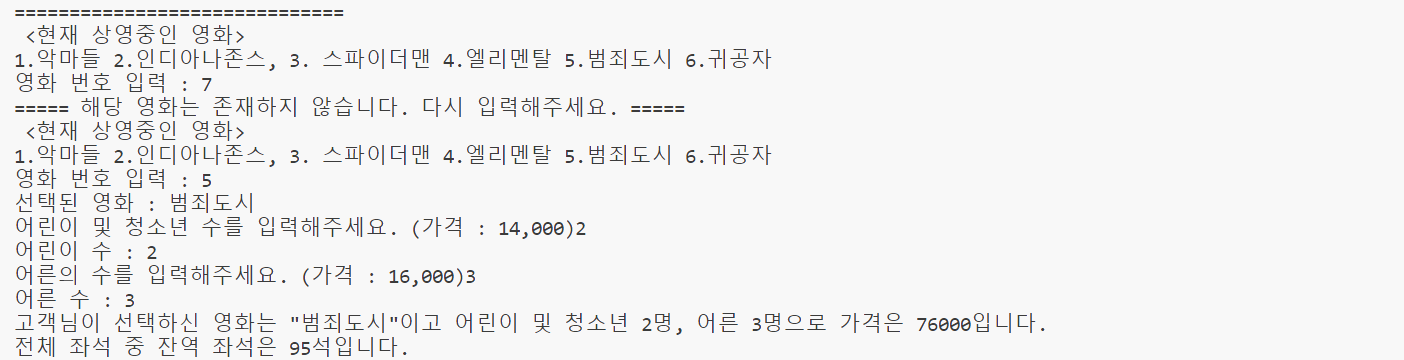 ==============================
<현재 상영중인 영화>
1.악마들 2.인디아나존스, 3. 스파이더맨 4.엘리멘탈 5.범죄도시 6.귀공자
영화 번호 입력 : 7
===== 해당 영화는 존재하지 않습니다. 다시 입력해주세요. =====
<현재 상영중인 영화>
1.악마들 2.인디아나존스, 3. 스파이더맨 4.엘리멘탈 5.범죄도시 6.귀공자
영화 번호 입력 : 5
선택된 영화 : 범죄도시
어린이 및 청소년 수를 입력해주세요. (가격 : 14,000)2
어린이 수 : 2
어른의 수를 입력해주세요. (가격 : 16,000)3
어른 수 : 3
고객님이 선택하신 영화는 "범죄도시"이고 어린이 및 청소년 2명, 어른 3명으로 가격은 76000입니다.
전체 좌석 중 잔역 좌석은 95석입니다.